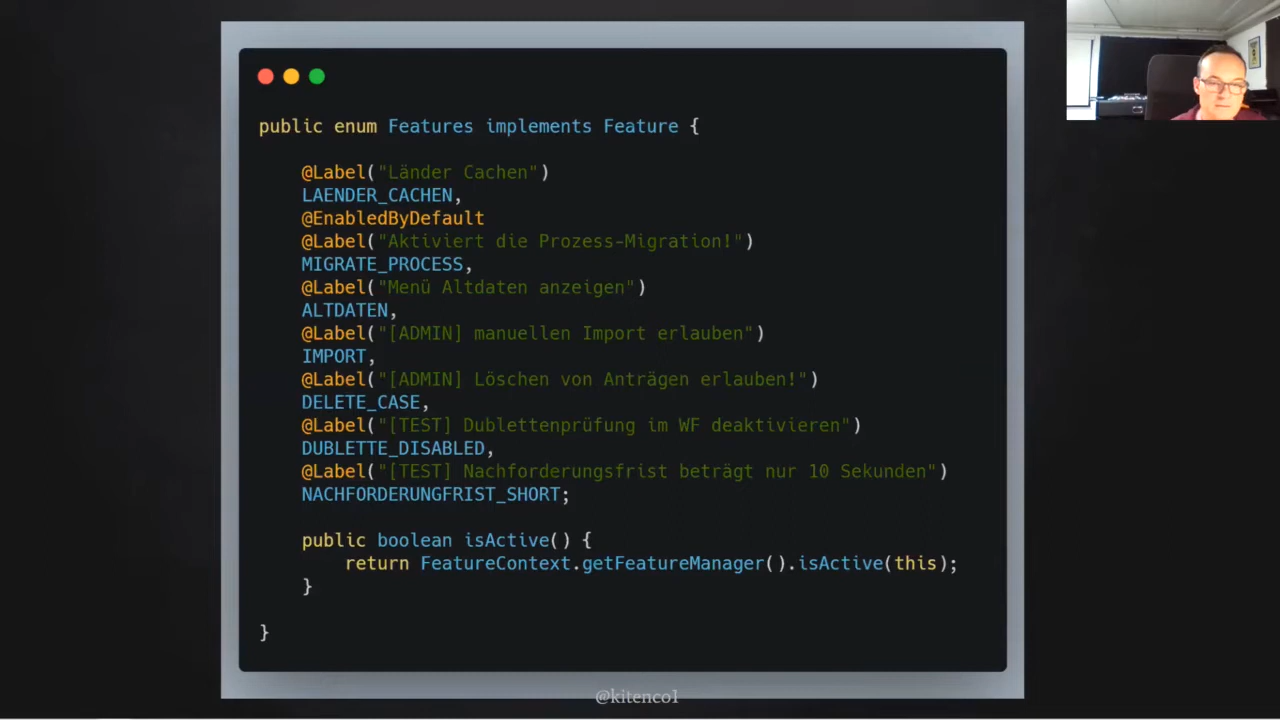 public enum Features implements Feature {
@Label("Länder Cachen")
LAENDER_CACHEN,
@EnabledByDefault
@Label("Aktiviert die Prozess-Migration!")
MIGRATE_PROCESS,
@Label("Menü Altdaten anzeigen")
ALTDATEN,
@Label("[ADMIN] manuellen Import erlauben")
IMPORT,
@Label("[ADMIN] Löschen von Anträgen erlauben!")
DELETE_CASE,
@Label("[TEST] Dublettenprüfung im WF deaktivieren")
DUBLETTE_DISABLED,
@Label("[TEST] Nachforderungsfrist beträgt nur 10 Sekunden")
NACHFORDERUNGFRIST_SHORT;
public boolean isActive() {
return FeatureContext.getFeatureManager().isActive(this);
}
}
@kitenco1